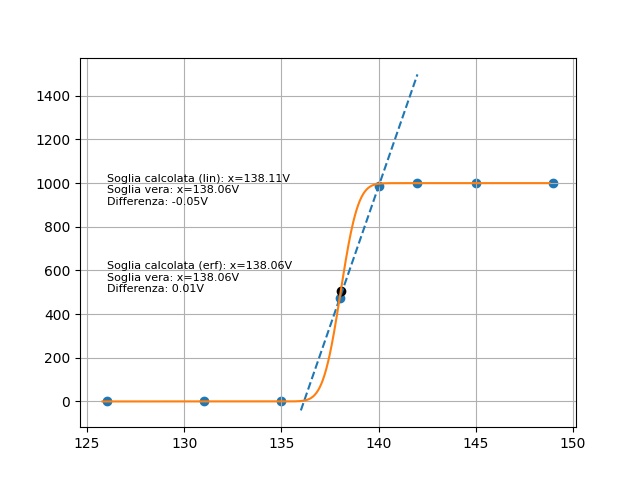 1400
1200
1000
800
600
400
200
0
Soglia calcolata (lin): x=138.11V
Soglia vera: x=138.06V
Differenza: -0.05V
Soglia calcolata (erf): x=138.06V
Soglia vera: x=138.06V
Differenza: 0.01V
125 130 135 140 145 150